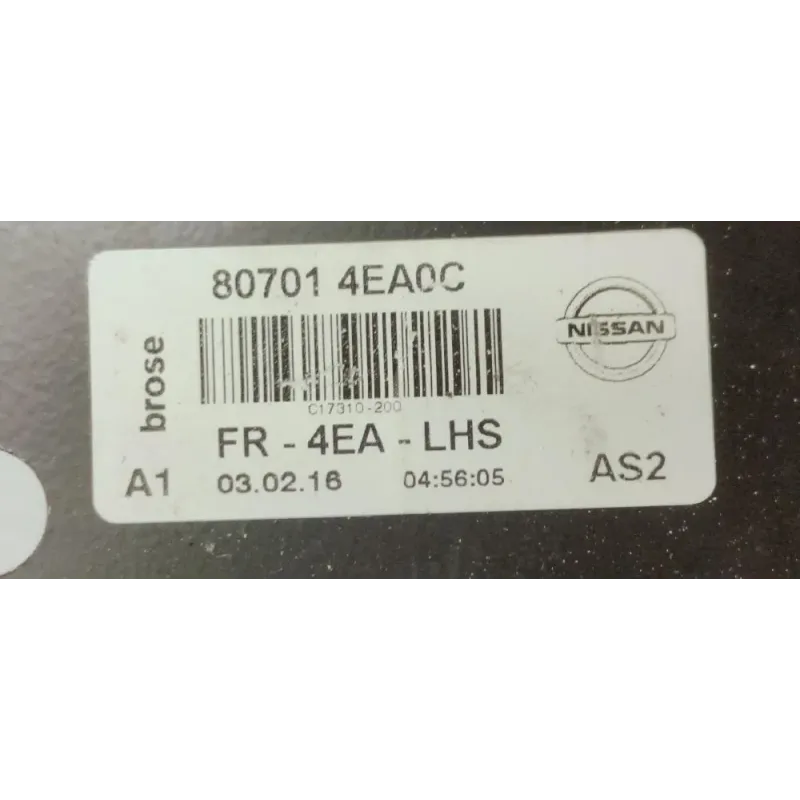 80701 4EA0C
brose
NISSAN
C17310-200
FR - 4EA - LHS
A1
03.02.16
04:56:05
AS2